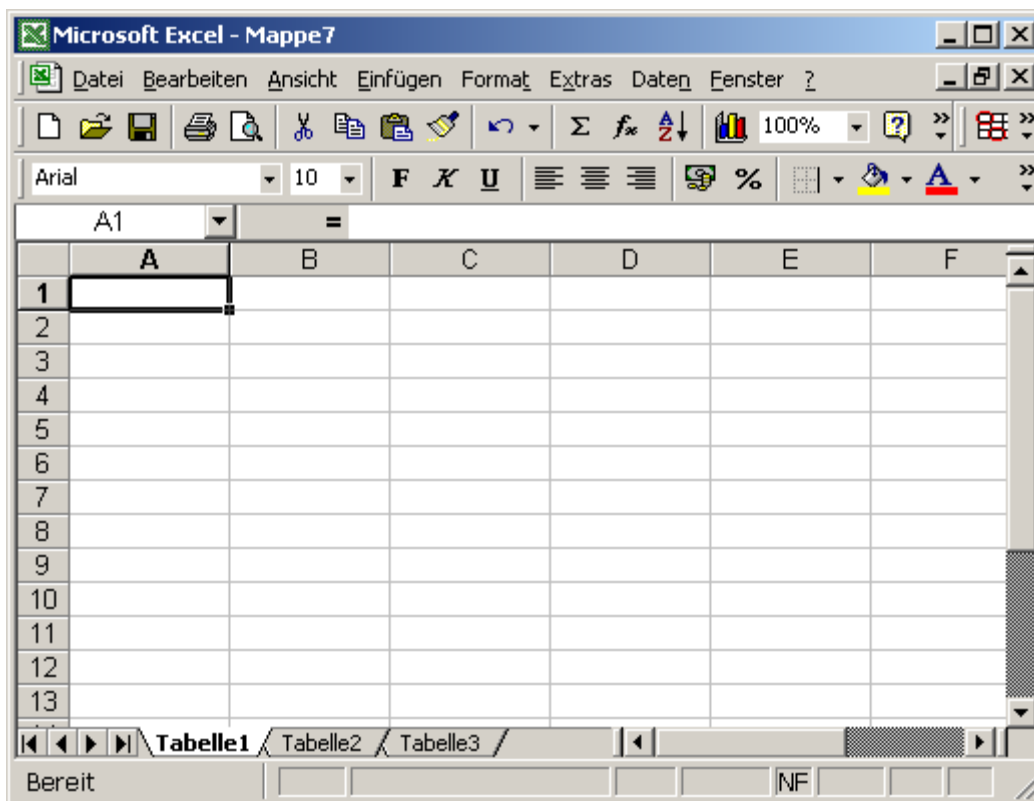 Microsoft Excel - Mappe7
Datei Bearbeiten Ansicht Einfügen Format Extras Daten Fenster ?
Σ fx A Z 100% ?
Arial 10 F K U % A
A1 =
A B C D E F
1
2
3
4
5
6
7
8
9
10
11
12
13
Tabelle1 Tabelle2 Tabelle3
Bereit NF